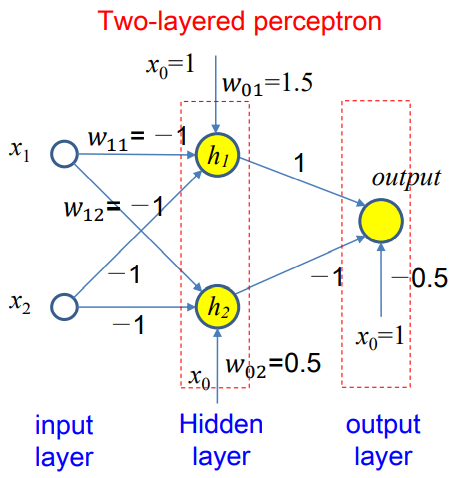 Two-layered perceptron
x₀=1
w₀₁=1.5
x₁
w₁₁= −1
h₁
1
output
w₁₂= −1
−1
−1
−0.5
x₂
−1
h₂
x₀=1
x₀
w₀₂=0.5
input
layer
Hidden
layer
output
layer